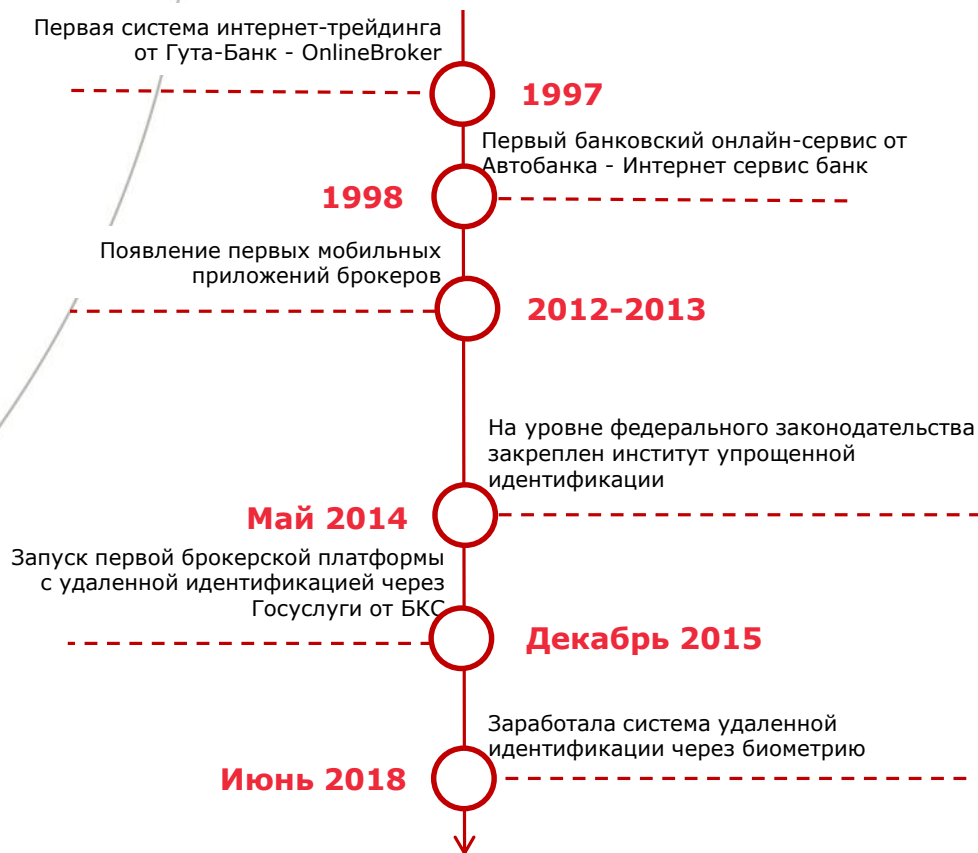 Первая система интернет-трейдинга
от Гута-Банк - OnlineBroker
1997
Первый банковский онлайн-сервис от
Автобанка - Интернет сервис банк
1998
Появление первых мобильных
приложений брокеров
2012-2013
На уровне федерального законодательства
закреплен институт упрощенной
идентификации
Май 2014
Запуск первой брокерской платформы
с удаленной идентификацией через
Госуслуги от БКС
Декабрь 2015
Заработала система удаленной
идентификации через биометрию
Июнь 2018